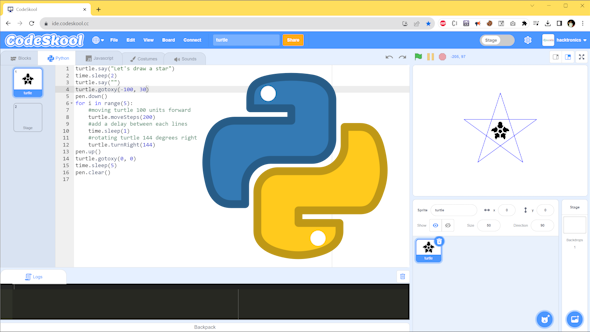 CodeSkool
ide.codeskool.cc
CodeSkool
File
Edit
View
Board
Connect
turtle
Share
Stage
hacktronics
Blocks
Python
Javascript
Costumes
Sounds
turtle
Stage
1 turtle.say("Let's draw a star")
2 time.sleep(2)
3 turtle.say("")
4 turtle.gotoxy(-100, 30)
5 pen.down()
6 for i in range(5):
7 #moving turtle 100 units forward
8 turtle.moveSteps(200)
9 #add a delay between each lines
10 time.sleep(1)
11 #rotating turtle 144 degrees right
12 turtle.turnRight(144)
13 pen.up()
14 turtle.gotoxy(0, 0)
15 time.sleep(5)
16 pen.clear()
17
Sprite
turtle
x
0
y
0
Show
Size
50
Direction
90
Stage
Backdrops
turtle
Logs
Backpack